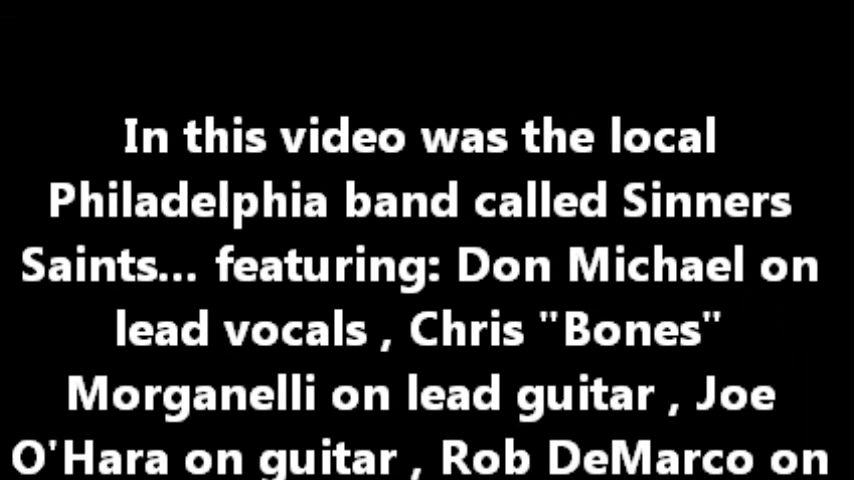 In this video was the local
Philadelphia band called Sinners
Saints... featuring: Don Michael on
lead vocals , Chris "Bones"
Morganelli on lead guitar , Joe
O'Hara on guitar , Rob DeMarco on